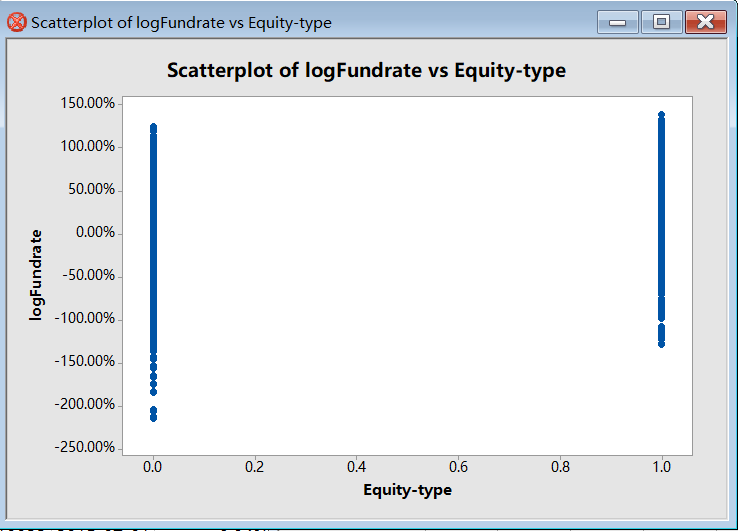 Scatterplot of logFundrate vs Equity-type
Scatterplot of logFundrate vs Equity-type
150.00%
100.00%
50.00%
0.00%
-50.00%
-100.00%
-150.00%
-200.00%
-250.00%
logFundrate
0.0 0.2 0.4 0.6 0.8 1.0
Equity-type